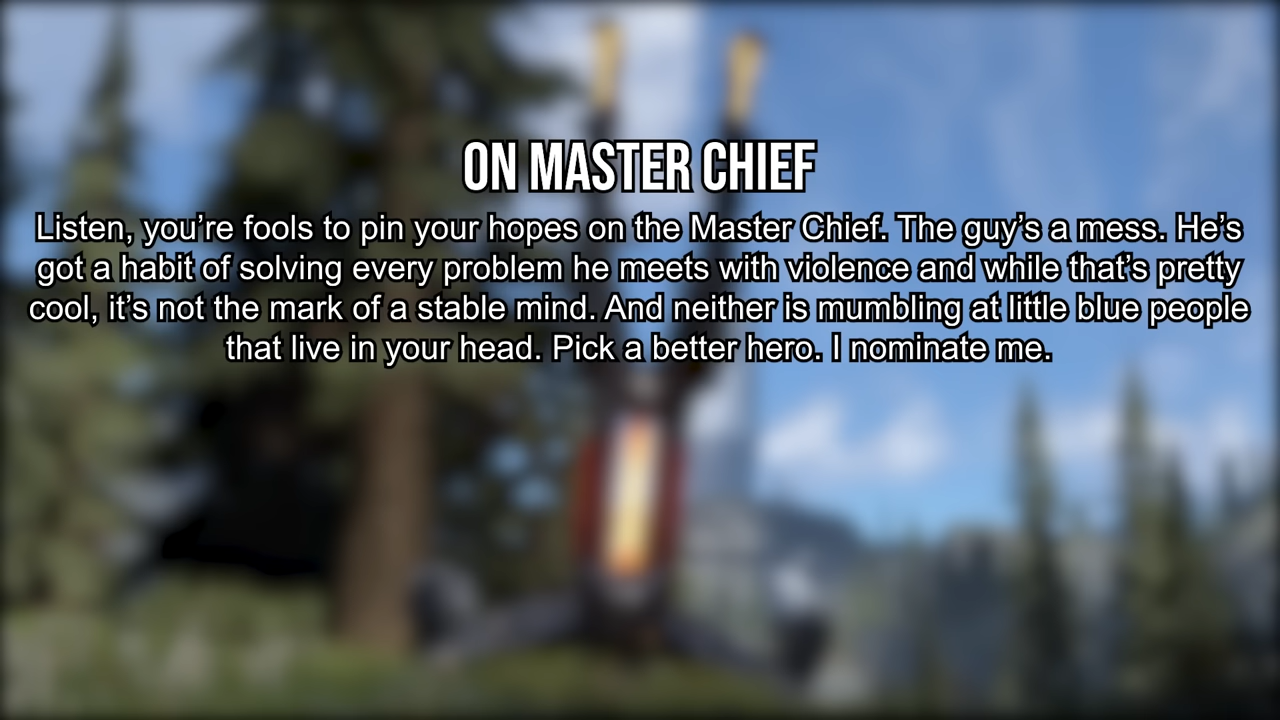 ON MASTER CHIEF
Listen, you’re fools to pin your hopes on the Master Chief. The guy’s a mess. He’s
got a habit of solving every problem he meets with violence and while that’s pretty
cool, it’s not the mark of a stable mind. And neither is mumbling at little blue people
that live in your head. Pick a better hero. I nominate me.